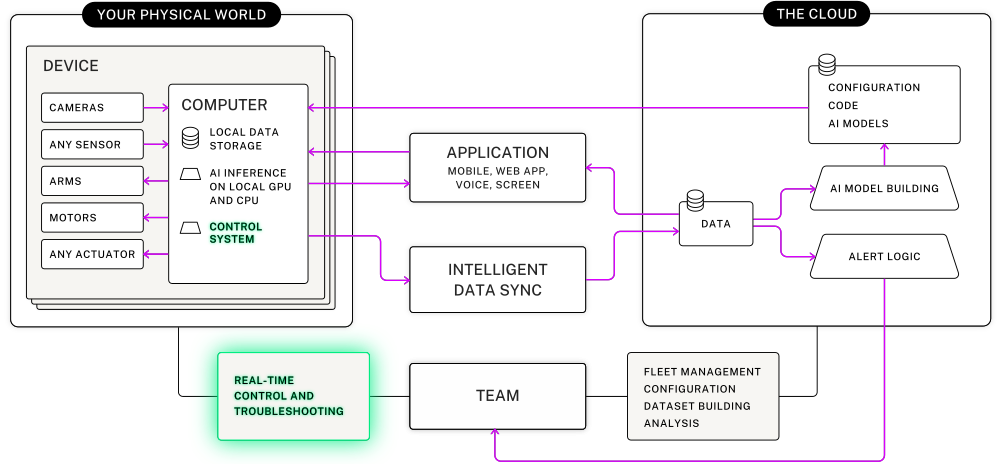 YOUR PHYSICAL WORLD
THE CLOUD
DEVICE
CAMERAS
ANY SENSOR
ARMS
MOTORS
ANY ACTUATOR
COMPUTER
LOCAL DATA
STORAGE
AI INFERENCE
ON LOCAL GPU
AND CPU
CONTROL
SYSTEM
APPLICATION
MOBILE, WEB APP,
VOICE, SCREEN
INTELLIGENT
DATA SYNC
CONFIGURATION
CODE
AI MODELS
AI MODEL BUILDING
DATA
ALERT LOGIC
REAL-TIME
CONTROL AND
TROUBLESHOOTING
TEAM
FLEET MANAGEMENT
CONFIGURATION
DATASET BUILDING
ANALYSIS